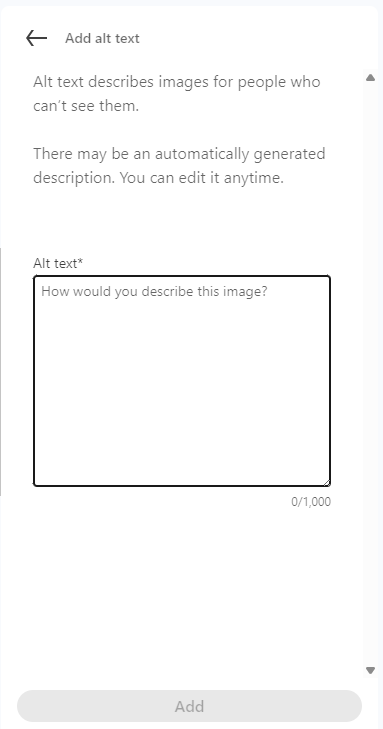 Add alt text
Alt text describes images for people who
can't see them.
There may be an automatically generated
description. You can edit it anytime.
Alt text*
How would you describe this image?
0/1,000
Add